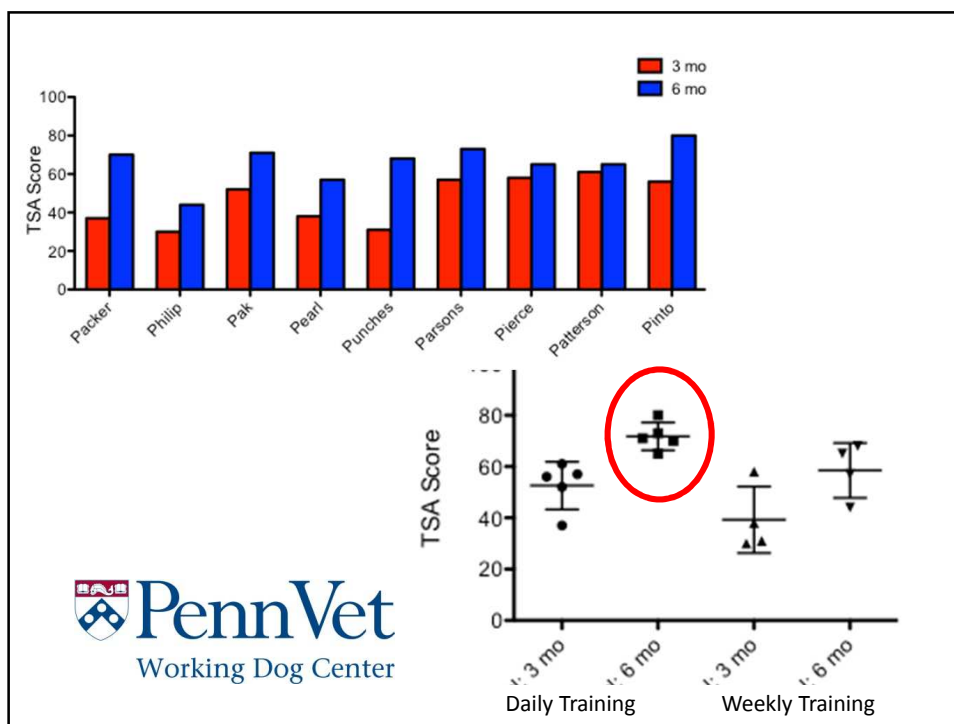 3 mo
6 mo
100
80
60
40
20
0
TSA Score
Packer
Philip
Pak
Pearl
Punches
Parsons
Pierce
Patterson
Pinto
80
60
40
20
0
TSA Score
3 mo
6 mo
3 mo
6 mo
Daily Training
Weekly Training
PennVet
Working Dog Center